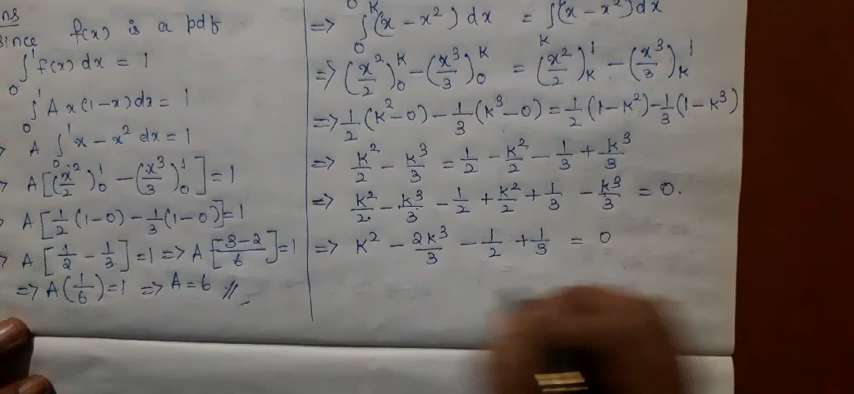 since f(x) is a pdf
∫₀¹ f(x) dx = 1
∫₀¹ A x (1-x) dx = 1
A ∫₀¹ x - x² dx = 1
A [(x²/2)₀¹ - (x³/3)₀¹] = 1
A [1/2 (1-0) - 1/3 (1-0)] = 1
A [1/2 - 1/3] = 1 => A [3-2/6] = 1
=> A (1/6) = 1 => A = 6 //
=> ∫₀ᴷ (x - x²) dx = ∫ (x - x²) dx
=> (x²/2)₀ᴷ - (x³/3)₀ᴷ = (x²/2)ₖ¹ - (x³/3)ₖ¹
=> 1/2 (K² - 0) - 1/3 (K³ - 0) = 1/2 (1 - K²) - 1/3 (1 - K³)
=> K²/2 - K³/3 = 1/2 - K²/2 - 1/3 + K³/3
=> K²/2 - K³/3 - 1/2 + K²/2 + 1/3 - K³/3 = 0.
=> K² - 2K³/3 - 1/2 + 1/3 = 0